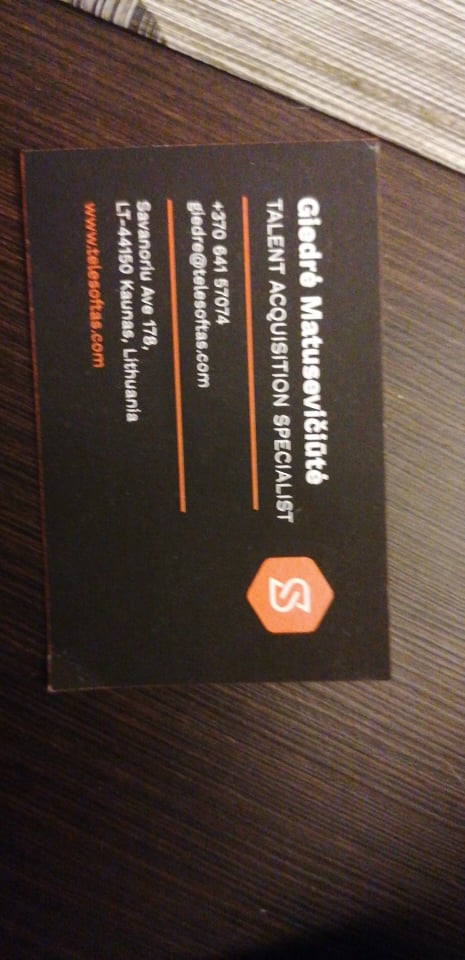 Giedrė Matusevičiūtė
TALENT ACQUISITION SPECIALIST
S
+370 641 57074
giedre@telesoftas.com
Savanoriu Ave 178,
LT-44150 Kaunas, Lithuania
www.telesoftas.com